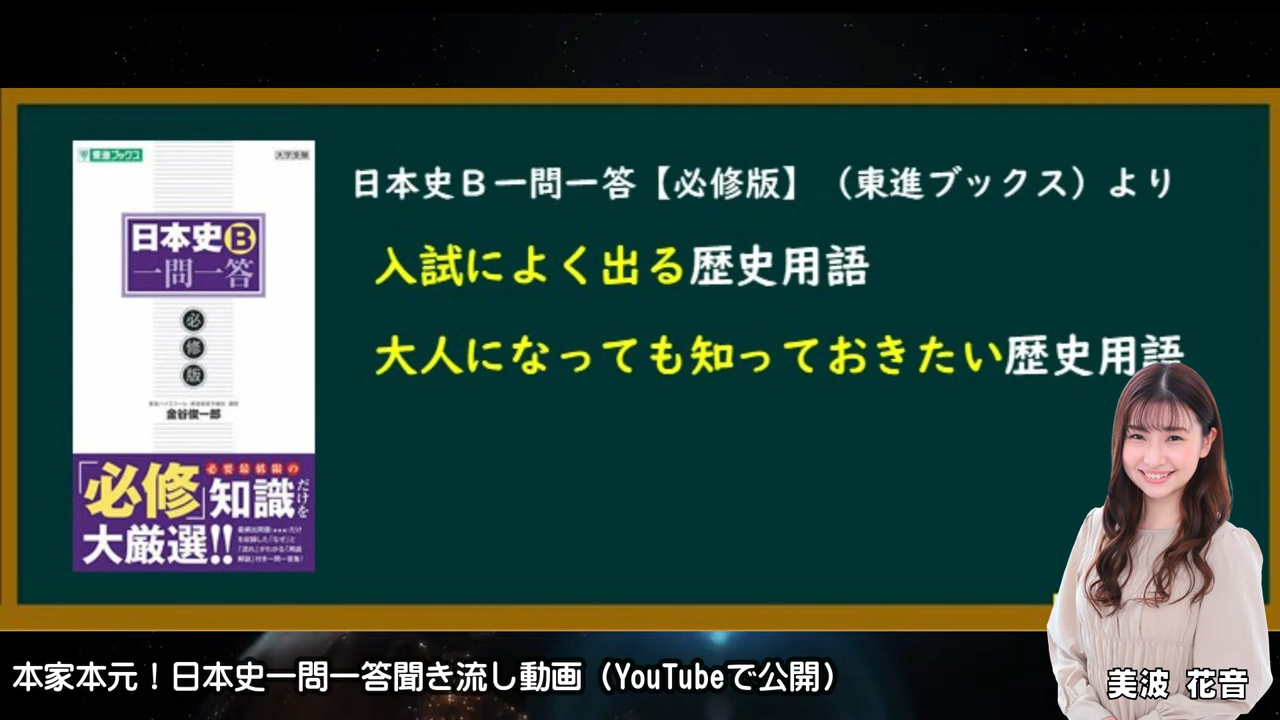 日本史B一問一答【必修版】（東進ブックス）より
入試によく出る歴史用語
大人になっても知っておきたい歴史用語
東進ブックス
大学受験
日本史B
一問一答
必
修
版
金谷俊一郎
必要最低限の
「必修」知識だけを
大厳選!!
本家本元！日本史一問一答聞き流し動画（YouTubeで公開）
美波 花音